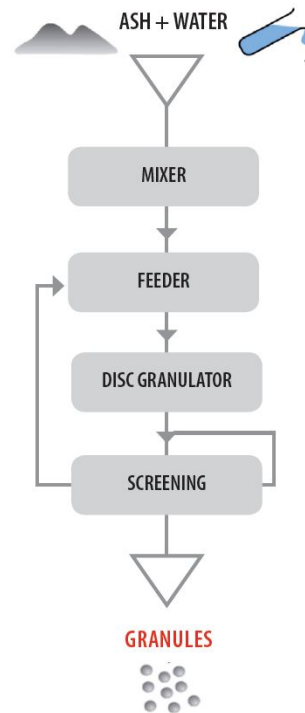 ASH + WATER
MIXER
FEEDER
DISC GRANULATOR
SCREENING
GRANULES